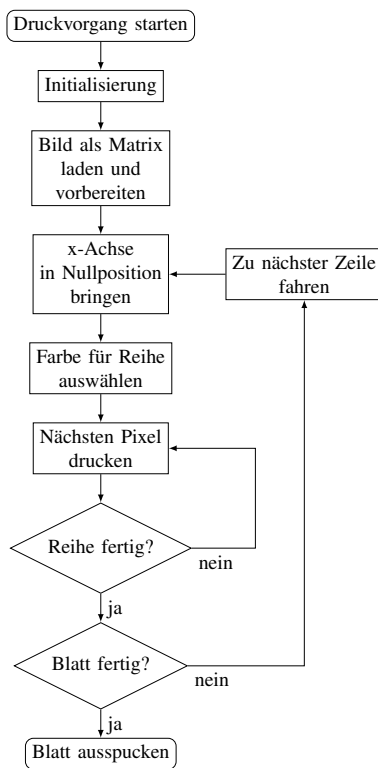 Druckvorgang starten
Initialisierung
Bild als Matrix
laden und
vorbereiten
x-Achse
in Nullposition
bringen
Zu nächster Zeile
fahren
Farbe für Reihe
auswählen
Nächsten Pixel
drucken
Reihe fertig?
nein
ja
Blatt fertig?
nein
ja
Blatt ausspucken